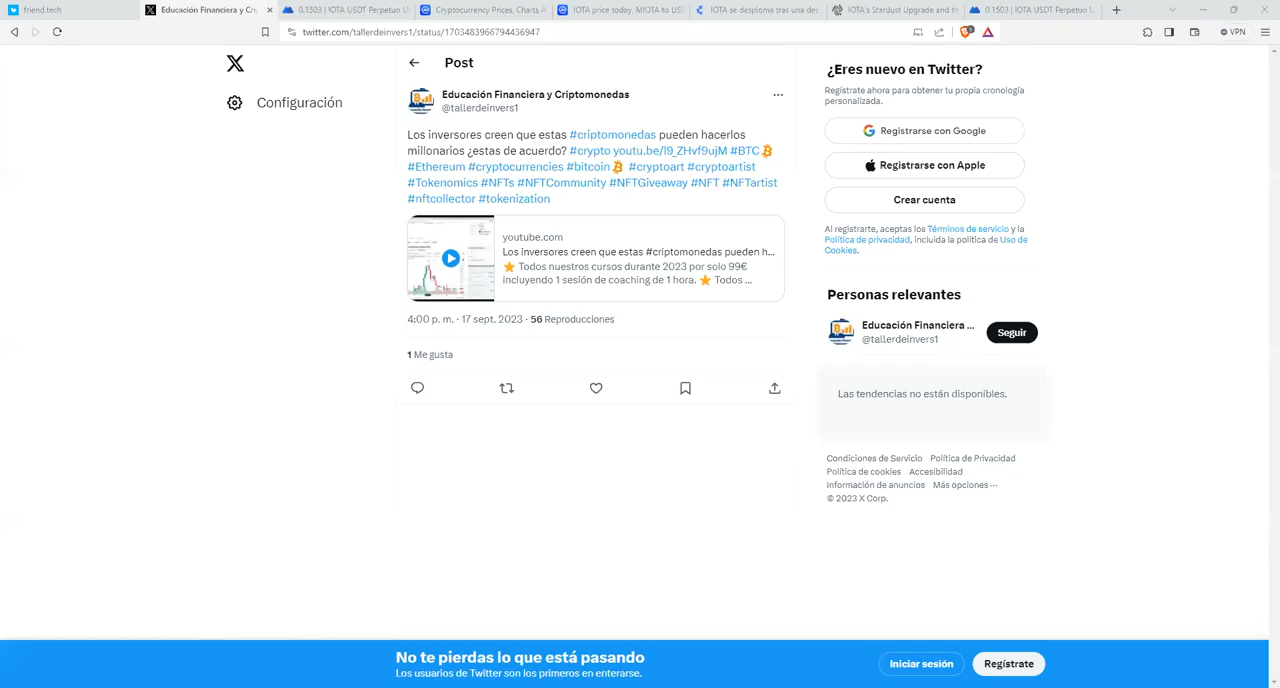 friend.tech
Educación Financiera y Cri
0.1503 | IOTA USDT Perpetuo U
Cryptocurrency Prices, Charts A
IOTA price today, MIOTA to USD
IOTA se desploma tras una dec
IOTA's Stardust Upgrade and th
0.1503 | IOTA USDT Perpetuo U
twitter.com/tallerdeinvers1/status/1703483966794436947
VPN
Configuración
Post
Educación Financiera y Criptomonedas
@tallerdeinvers1
Los inversores creen que estas #criptomonedas pueden hacerlos
millonarios ¿estas de acuerdo? #crypto youtu.be/l9_ZHvf9ujM #BTC
#Ethereum #cryptocurrencies #bitcoin #cryptoart #cryptoartist
#Tokenomics #NFTs #NFTCommunity #NFTGiveaway #NFT #NFTartist
#nftcollector #tokenization
youtube.com
Los inversores creen que estas #criptomonedas pueden h...
⭐ Todos nuestros cursos durante 2023 por solo 99€
incluyendo 1 sesión de coaching de 1 hora. ⭐ Todos ...
4:00 p. m. · 17 sept. 2023 · 56 Reproducciones
1 Me gusta
¿Eres nuevo en Twitter?
Regístrate ahora para obtener tu propia cronología
personalizada.
Registrarse con Google
Registrarse con Apple
Crear cuenta
Al registrarte, aceptas los Términos de servicio y la
Política de privacidad, incluida la política de Uso de
Cookies.
Personas relevantes
Educación Financiera ...
@tallerdeinvers1
Seguir
Las tendencias no están disponibles.
Condiciones de Servicio Política de Privacidad
Política de cookies Accesibilidad
Información de anuncios Más opciones ···
© 2023 X Corp.
No te pierdas lo que está pasando
Los usuarios de Twitter son los primeros en enterarse.
Iniciar sesión
Regístrate